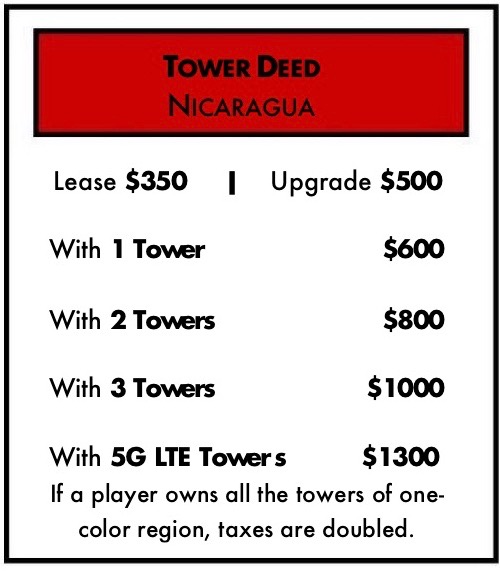 TOWER DEED
NICARAGUA
Lease $350 | Upgrade $500
With 1 Tower $600
With 2 Towers $800
With 3 Towers $1000
With 5G LTE Towers $1300
If a player owns all the towers of one-
color region, taxes are doubled.